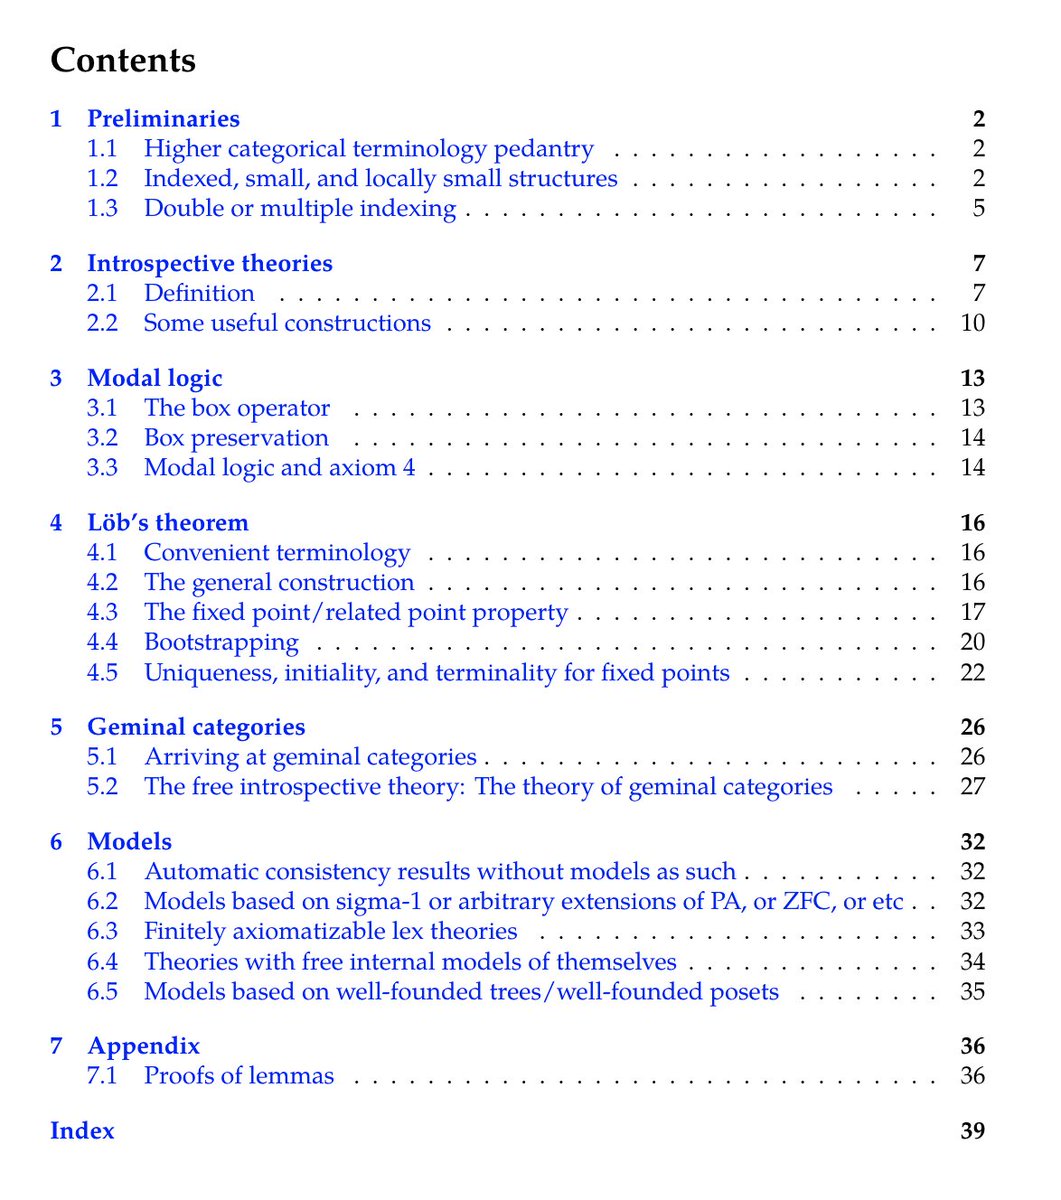 Contents
1 Preliminaries 2
1.1 Higher categorical terminology pedantry . . . . . . . . . . . . . . . . . . 2
1.2 Indexed, small, and locally small structures . . . . . . . . . . . . . . . . . 2
1.3 Double or multiple indexing . . . . . . . . . . . . . . . . . . . . . . . . . . 5
2 Introspective theories 7
2.1 Definition . . . . . . . . . . . . . . . . . . . . . . . . . . . . . . . . . . . . 7
2.2 Some useful constructions . . . . . . . . . . . . . . . . . . . . . . . . . . . 10
3 Modal logic 13
3.1 The box operator . . . . . . . . . . . . . . . . . . . . . . . . . . . . . . . . 13
3.2 Box preservation . . . . . . . . . . . . . . . . . . . . . . . . . . . . . . . . 14
3.3 Modal logic and axiom 4 . . . . . . . . . . . . . . . . . . . . . . . . . . . . 14
4 Löb's theorem 16
4.1 Convenient terminology . . . . . . . . . . . . . . . . . . . . . . . . . . . . 16
4.2 The general construction . . . . . . . . . . . . . . . . . . . . . . . . . . . . 16
4.3 The fixed point/related point property . . . . . . . . . . . . . . . . . . . . 17
4.4 Bootstrapping . . . . . . . . . . . . . . . . . . . . . . . . . . . . . . . . . . 20
4.5 Uniqueness, initiality, and terminality for fixed points . . . . . . . . . . . 22
5 Geminal categories 26
5.1 Arriving at geminal categories . . . . . . . . . . . . . . . . . . . . . . . . . 26
5.2 The free introspective theory: The theory of geminal categories . . . . . 27
6 Models 32
6.1 Automatic consistency results without models as such . . . . . . . . . . . 32
6.2 Models based on sigma-1 or arbitrary extensions of PA, or ZFC, or etc . . 32
6.3 Finitely axiomatizable lex theories . . . . . . . . . . . . . . . . . . . . . . 33
6.4 Theories with free internal models of themselves . . . . . . . . . . . . . . 34
6.5 Models based on well-founded trees/well-founded posets . . . . . . . . 35
7 Appendix 36
7.1 Proofs of lemmas . . . . . . . . . . . . . . . . . . . . . . . . . . . . . . . . 36
Index 39